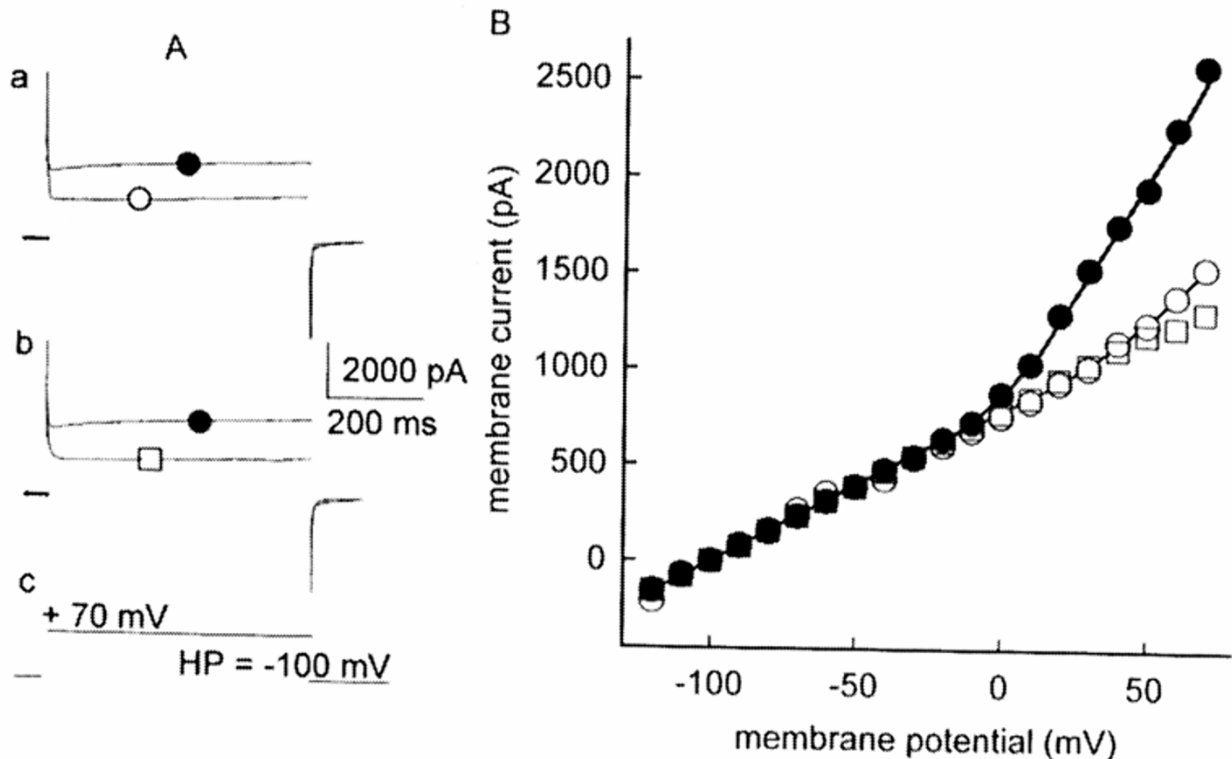 A
a
b
2000 pA
200 ms
c
+ 70 mV
HP = -100 mV
B
membrane current (pA)
2500
2000
1500
1000
500
0
-100
-50
0
50
membrane potential (mV)